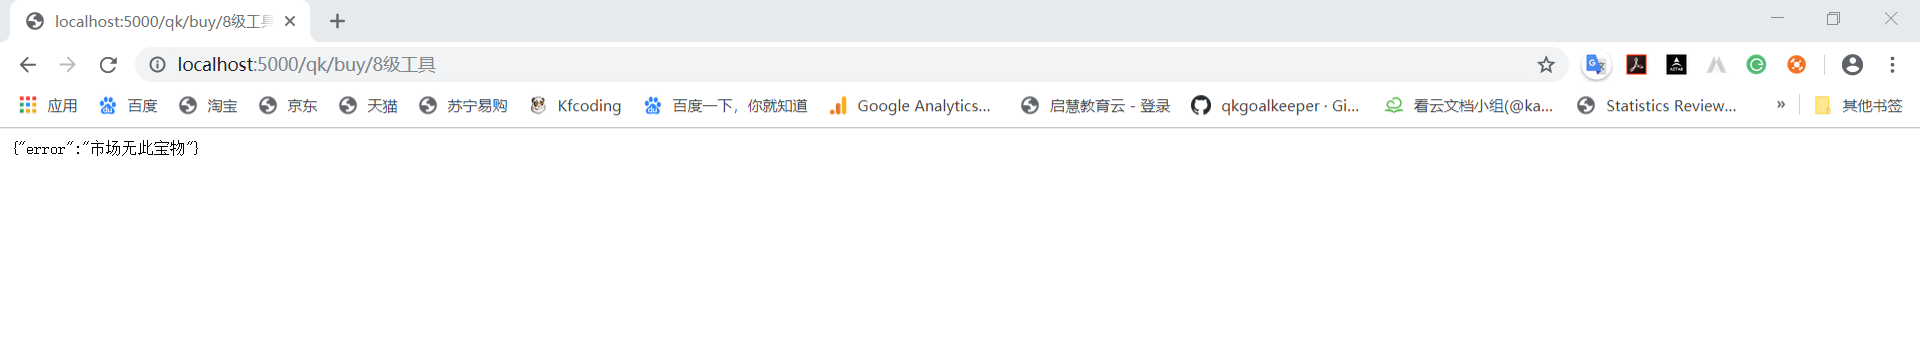 localhost:5000/qk/buy/8级工具
localhost:5000/qk/buy/8级工具
应用 百度 淘宝 京东 天猫 苏宁易购 Kfcoding 百度一下，你就知道 Google Analytics... 启慧教育云 - 登录 qkgoalkeeper · Gi... 看云文档小组(@ka... Statistics Review... » 其他书签
{"error":"市场无此宝物"}